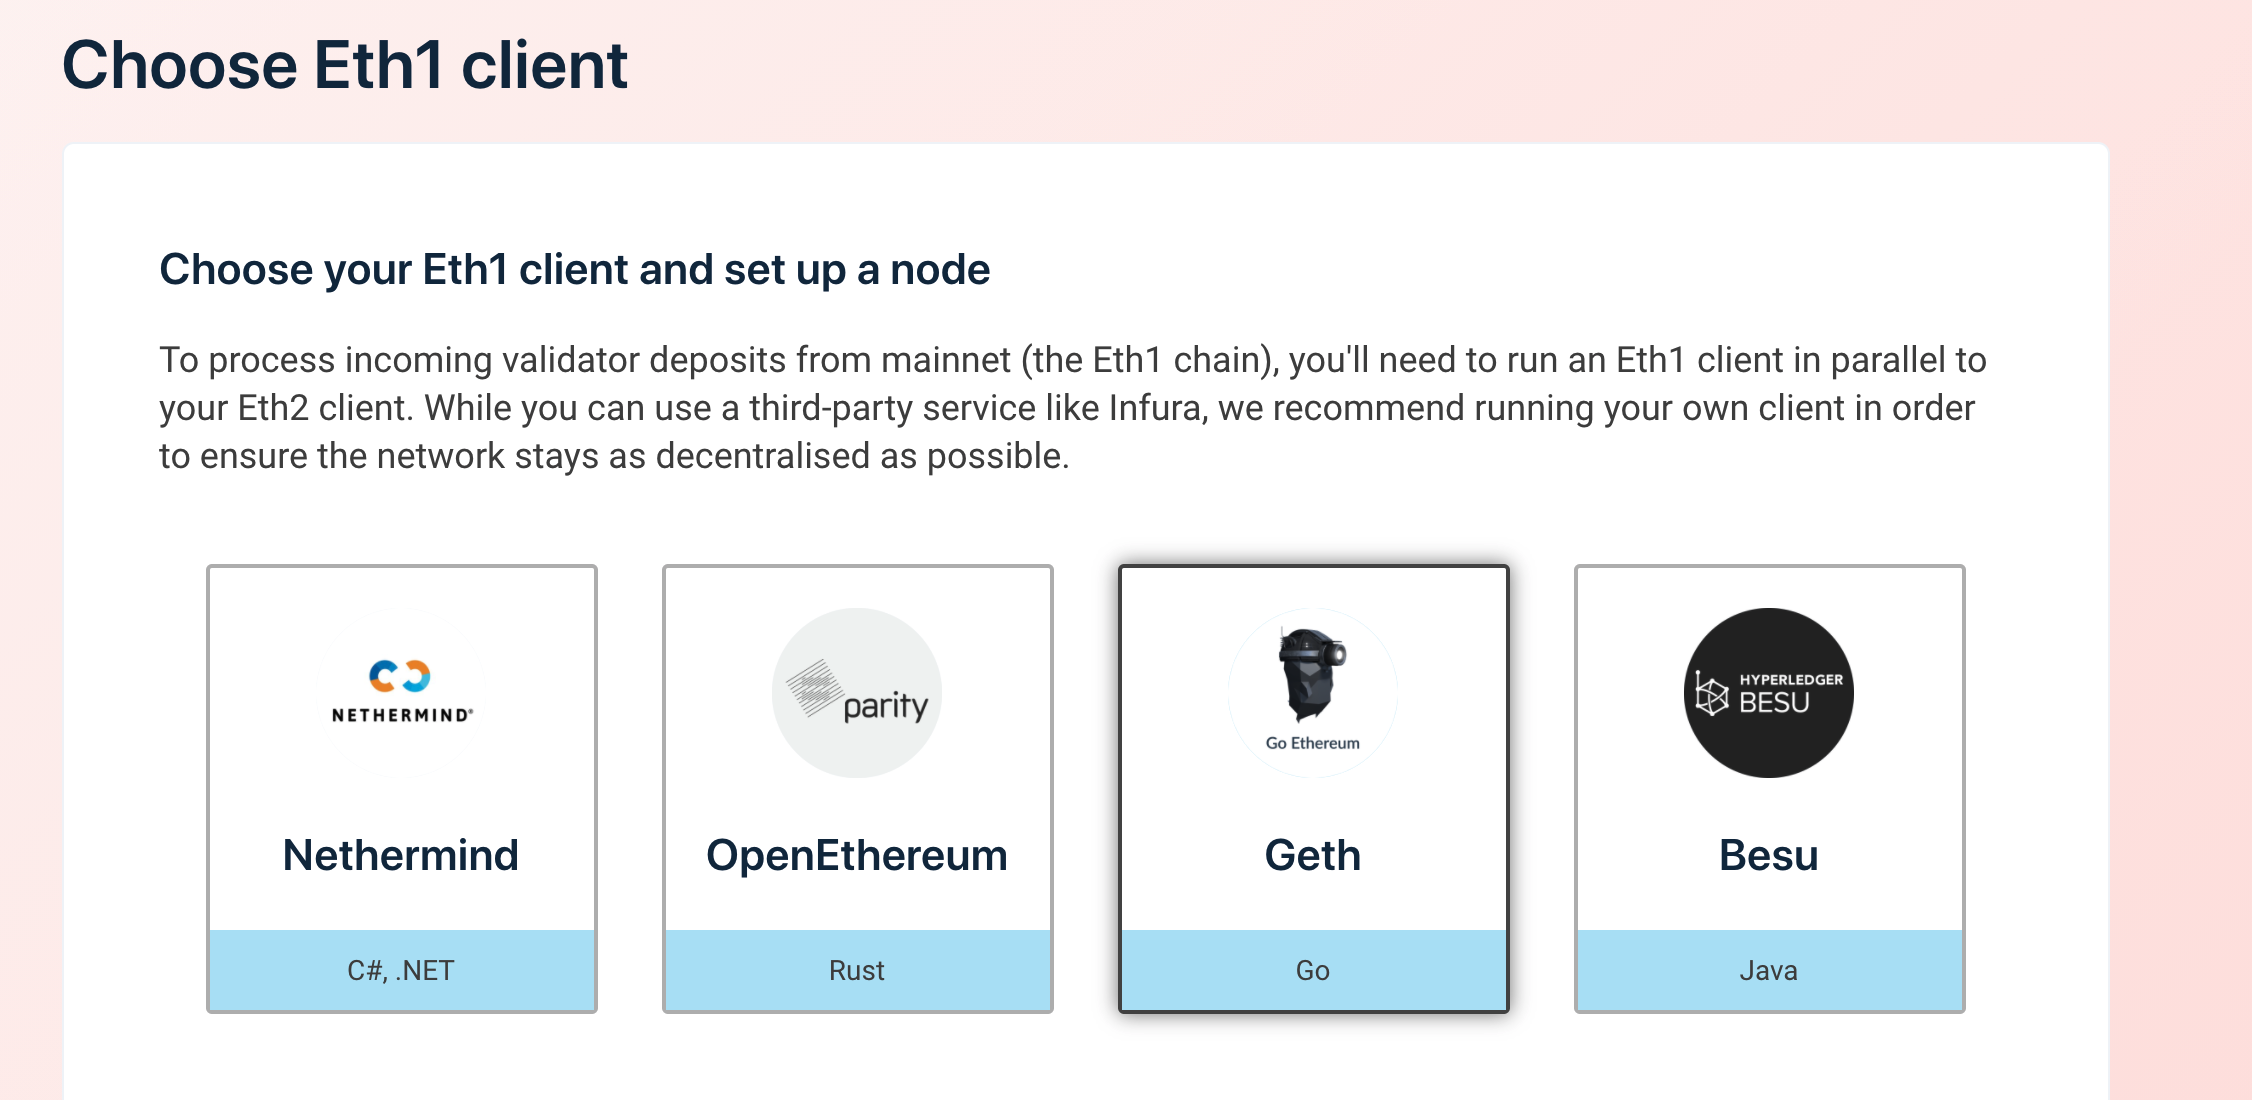 Choose Eth1 client
Choose your Eth1 client and set up a node
To process incoming validator deposits from mainnet (the Eth1 chain), you'll need to run an Eth1 client in parallel to
your Eth2 client. While you can use a third-party service like Infura, we recommend running your own client in order
to ensure the network stays as decentralised as possible.
NETHERMIND®
Nethermind
C#, .NET
parity
OpenEthereum
Rust
Go Ethereum
Geth
Go
HYPERLEDGER
BESU
Besu
Java